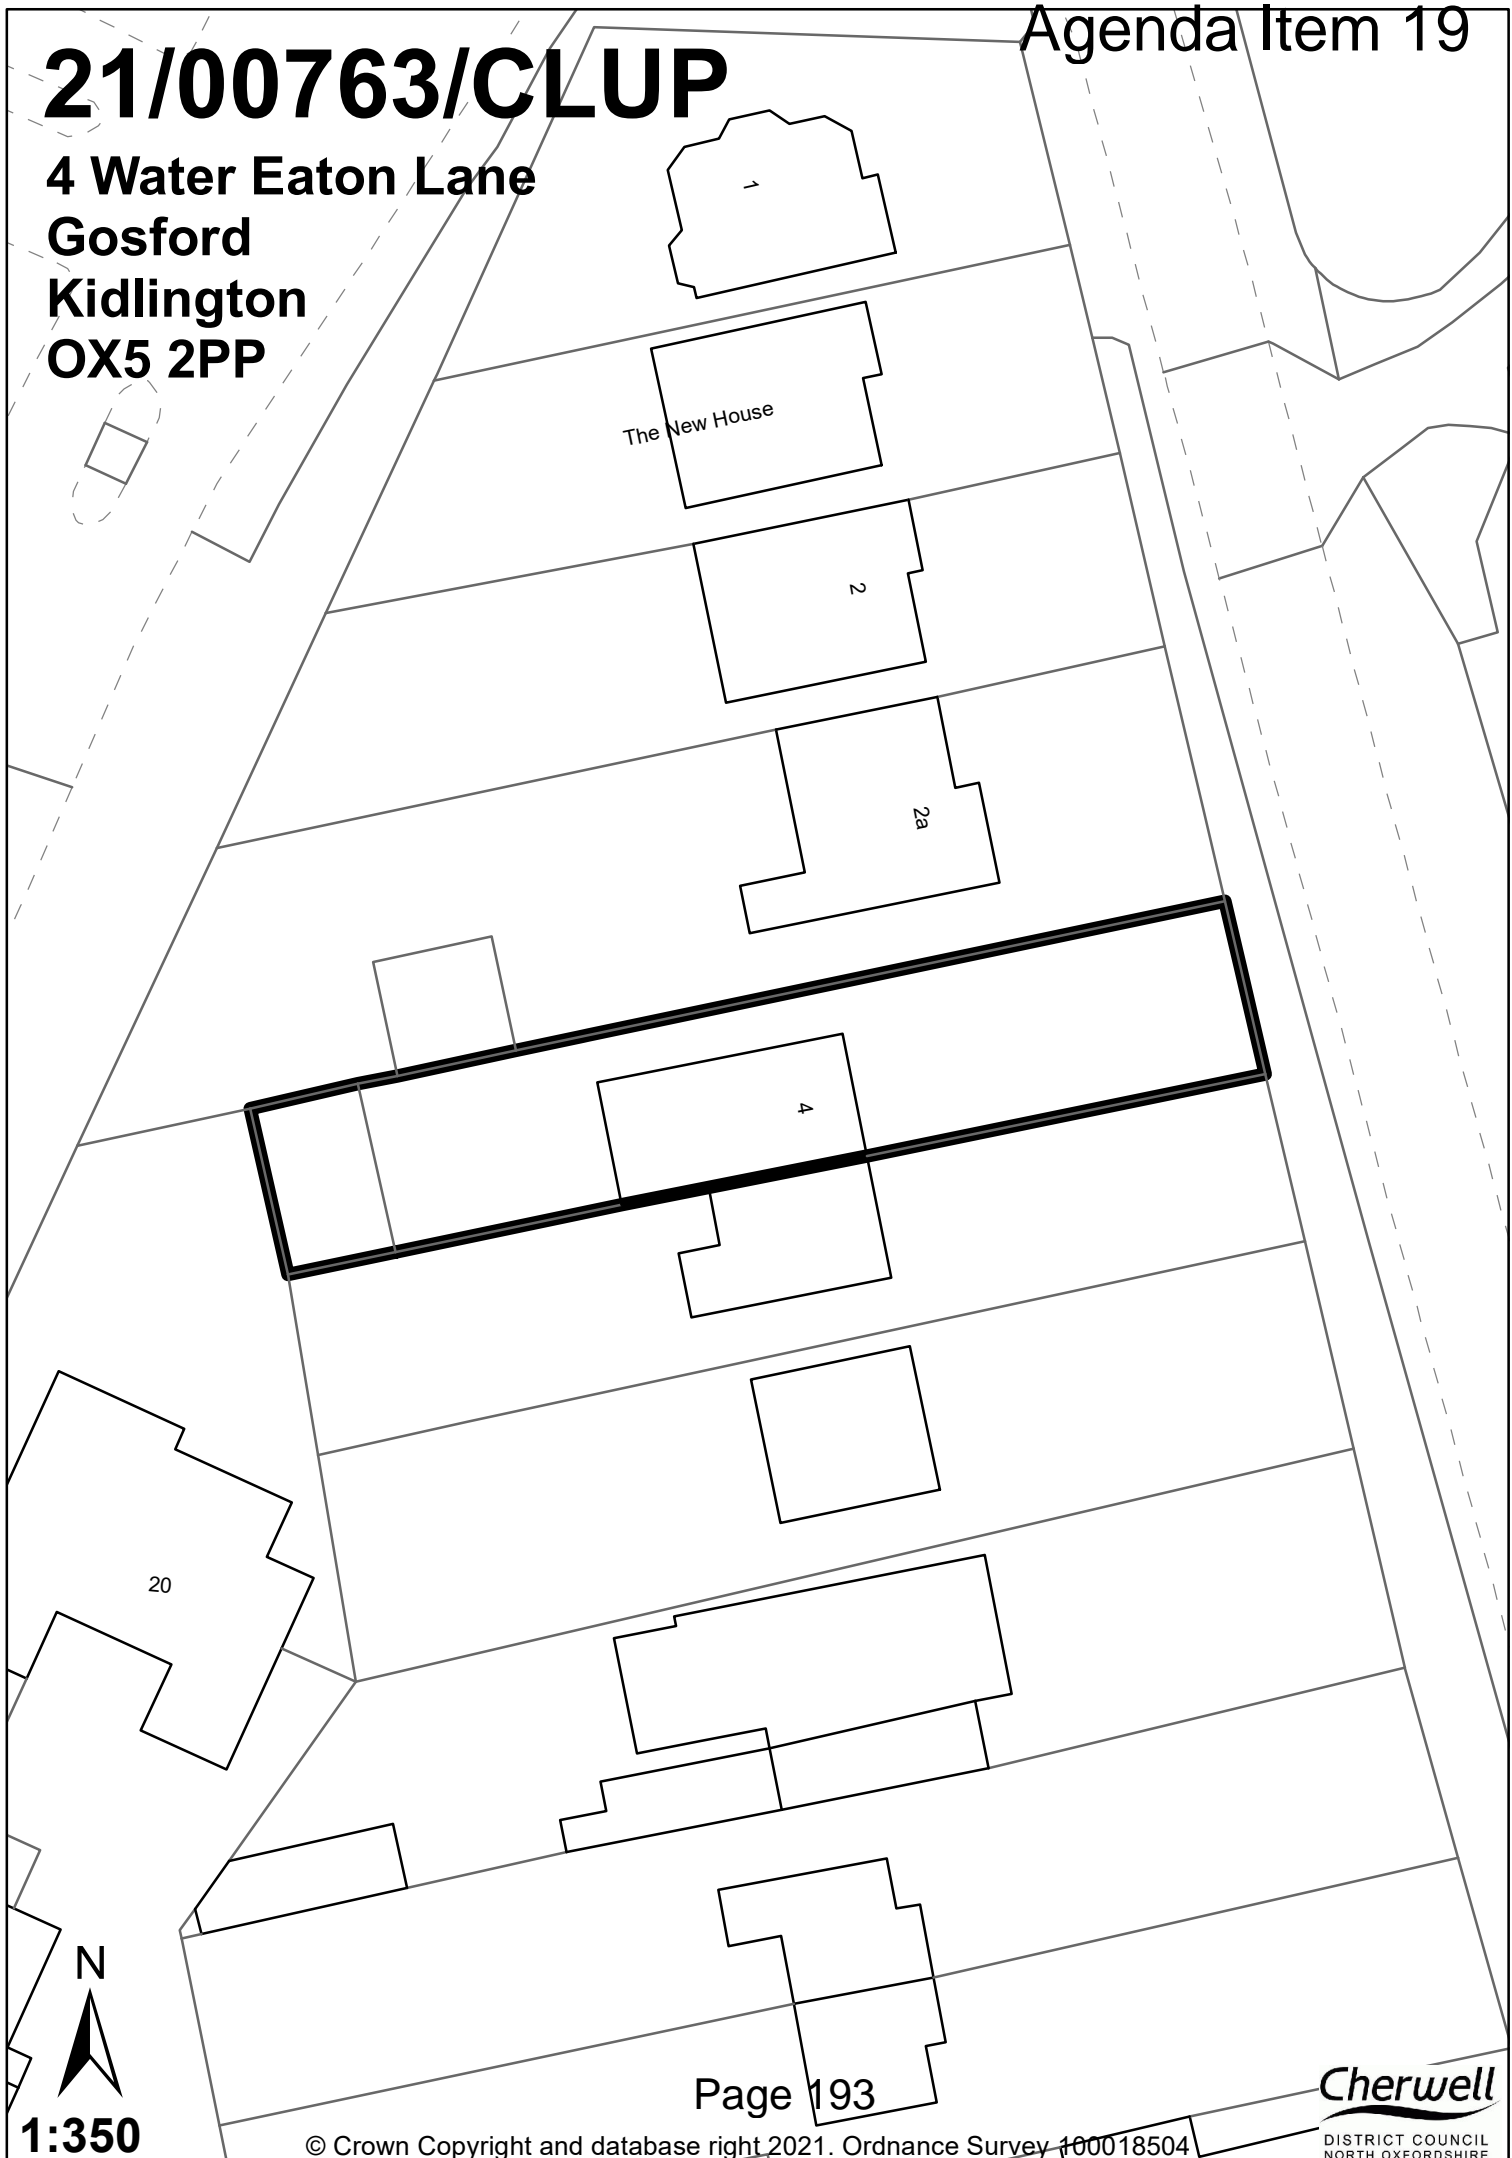 Agenda Item 19
21/00763/CLUP
4 Water Eaton Lane
Gosford
Kidlington
OX5 2PP
1
The New House
2
2a
4
20
N
1:350
Page 193
© Crown Copyright and database right 2021. Ordnance Survey 100018504
Cherwell
DISTRICT COUNCIL
NORTH OXFORDSHIRE